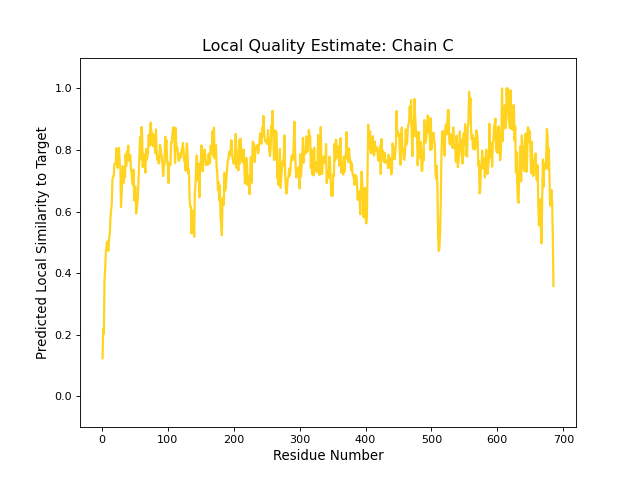 Local Quality Estimate: Chain C
Predicted Local Similarity to Target
1.0
0.8
0.6
0.4
0.2
0.0
0 100 200 300 400 500 600 700
Residue Number